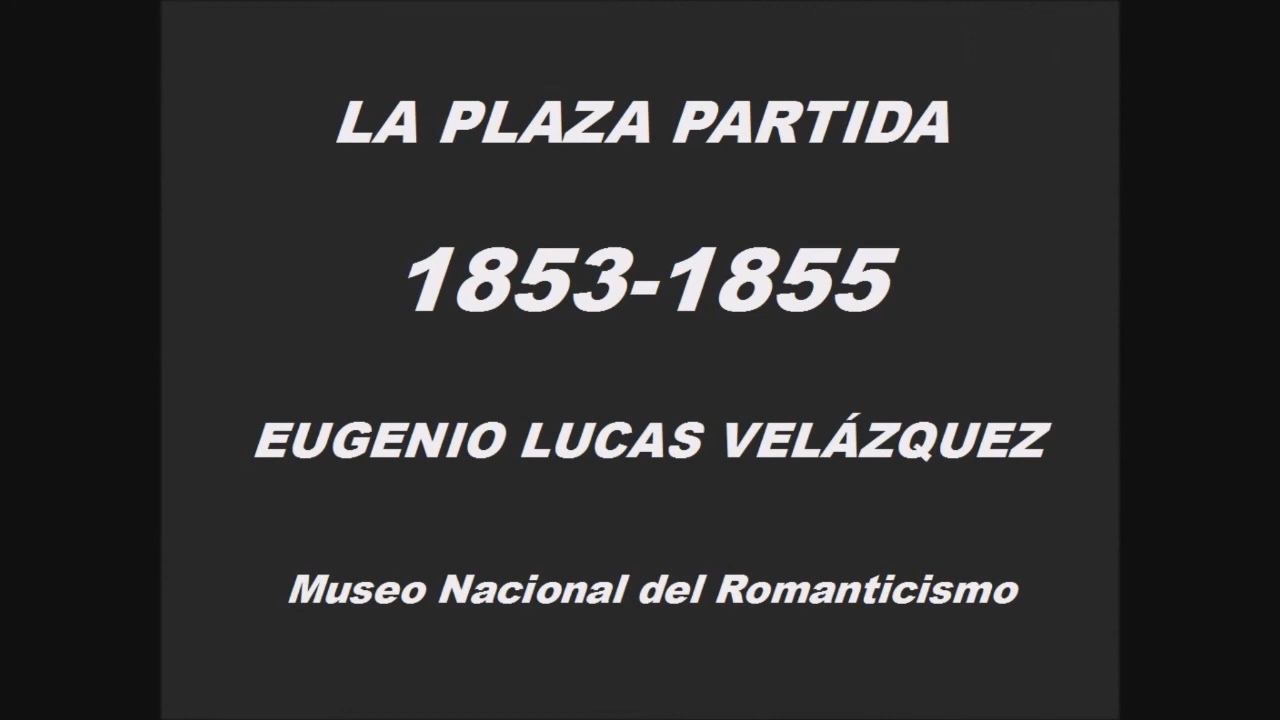 LA PLAZA PARTIDA
1853-1855
EUGENIO LUCAS VELÁZQUEZ
Museo Nacional del Romanticismo